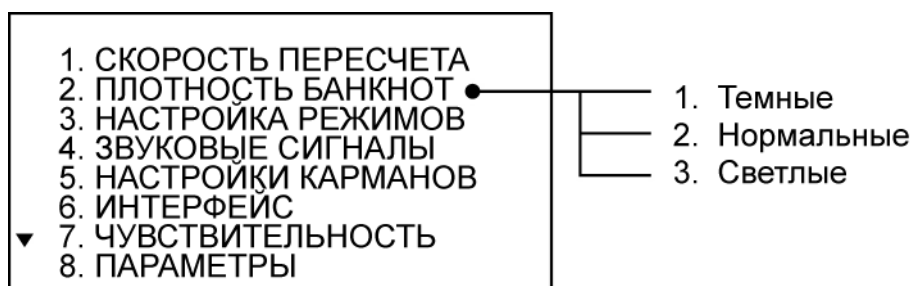 1. СКОРОСТЬ ПЕРЕСЧЕТА
2. ПЛОТНОСТЬ БАНКНОТ
3. НАСТРОЙКА РЕЖИМОВ
4. ЗВУКОВЫЕ СИГНАЛЫ
5. НАСТРОЙКИ КАРМАНОВ
6. ИНТЕРФЕЙС
7. ЧУВСТВИТЕЛЬНОСТЬ
8. ПАРАМЕТРЫ
1. Темные
2. Нормальные
3. Светлые